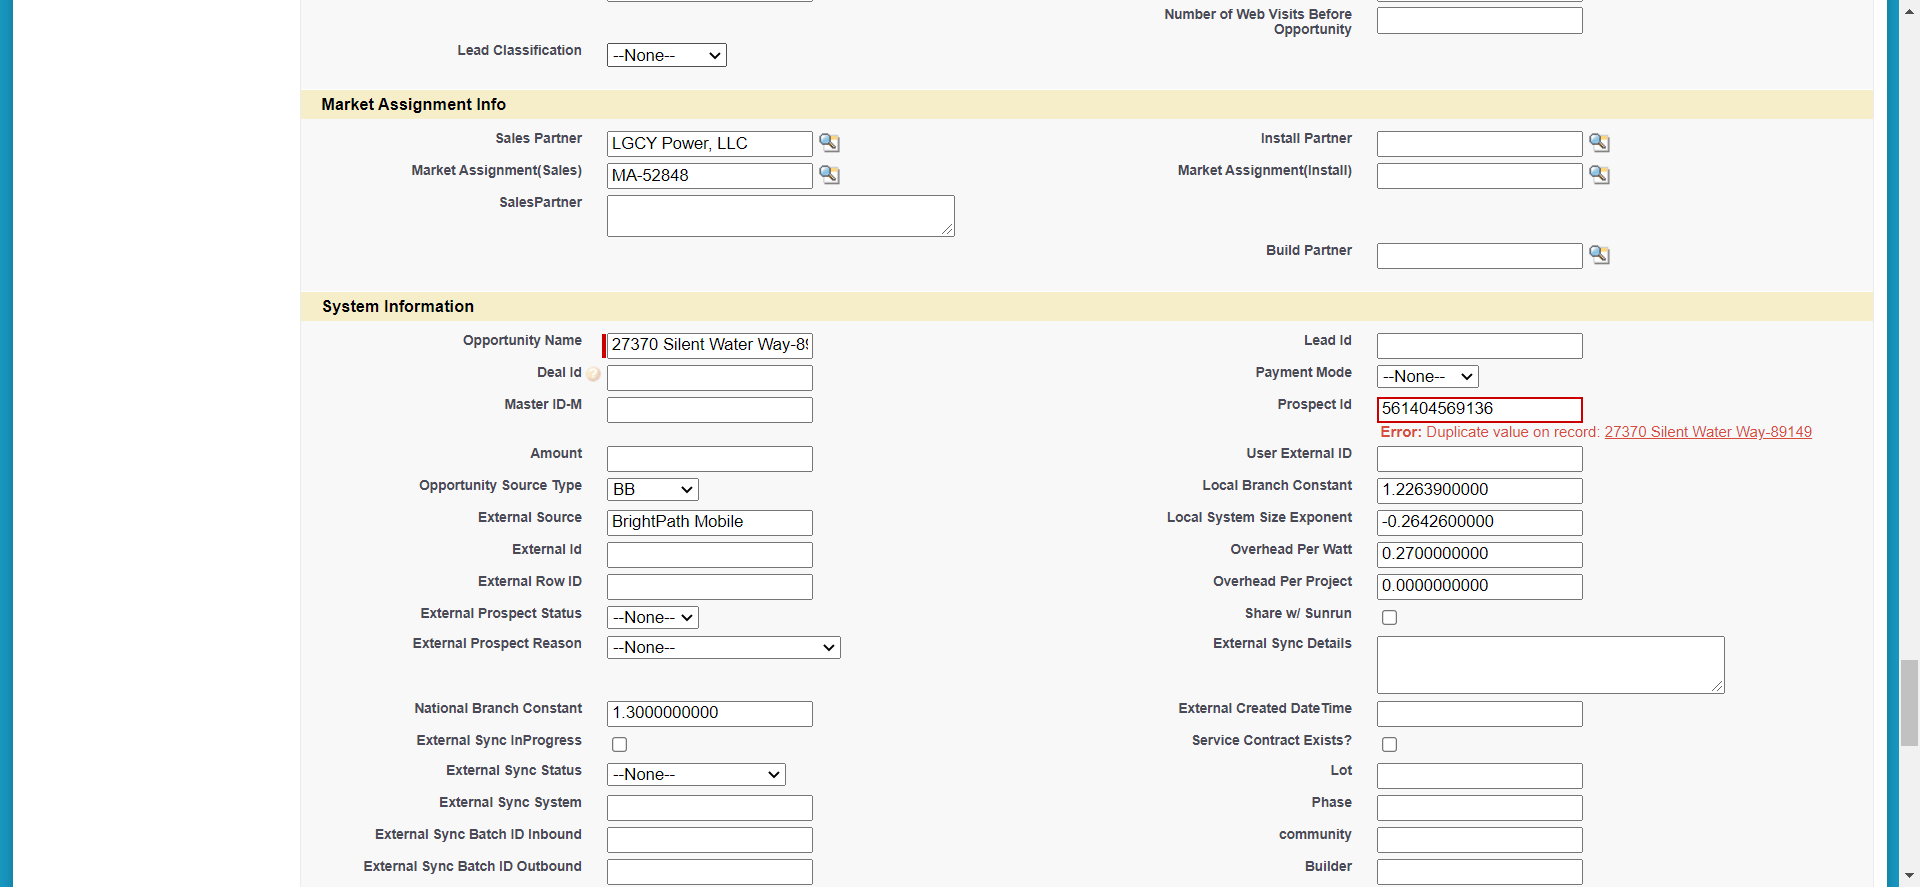 Number of Web Visits Before
Opportunity
Lead Classification --None--
Market Assignment Info
Sales Partner LGCY Power, LLC Install Partner
Market Assignment(Sales) MA-52848 Market Assignment(Install)
SalesPartner
Build Partner
System Information
Opportunity Name 27370 Silent Water Way-89 Lead Id
Deal Id ? Payment Mode --None--
Master ID-M Prospect Id 561404569136
Error: Duplicate value on record: 27370 Silent Water Way-89149
Amount User External ID
Opportunity Source Type BB Local Branch Constant 1.2263900000
External Source BrightPath Mobile Local System Size Exponent -0.2642600000
External Id Overhead Per Watt 0.2700000000
External Row ID Overhead Per Project 0.0000000000
External Prospect Status --None-- Share w/ Sunrun
External Prospect Reason --None-- External Sync Details
National Branch Constant 1.3000000000 External Created DateTime
External Sync InProgress Service Contract Exists?
External Sync Status --None-- Lot
External Sync System Phase
External Sync Batch ID Inbound community
External Sync Batch ID Outbound Builder